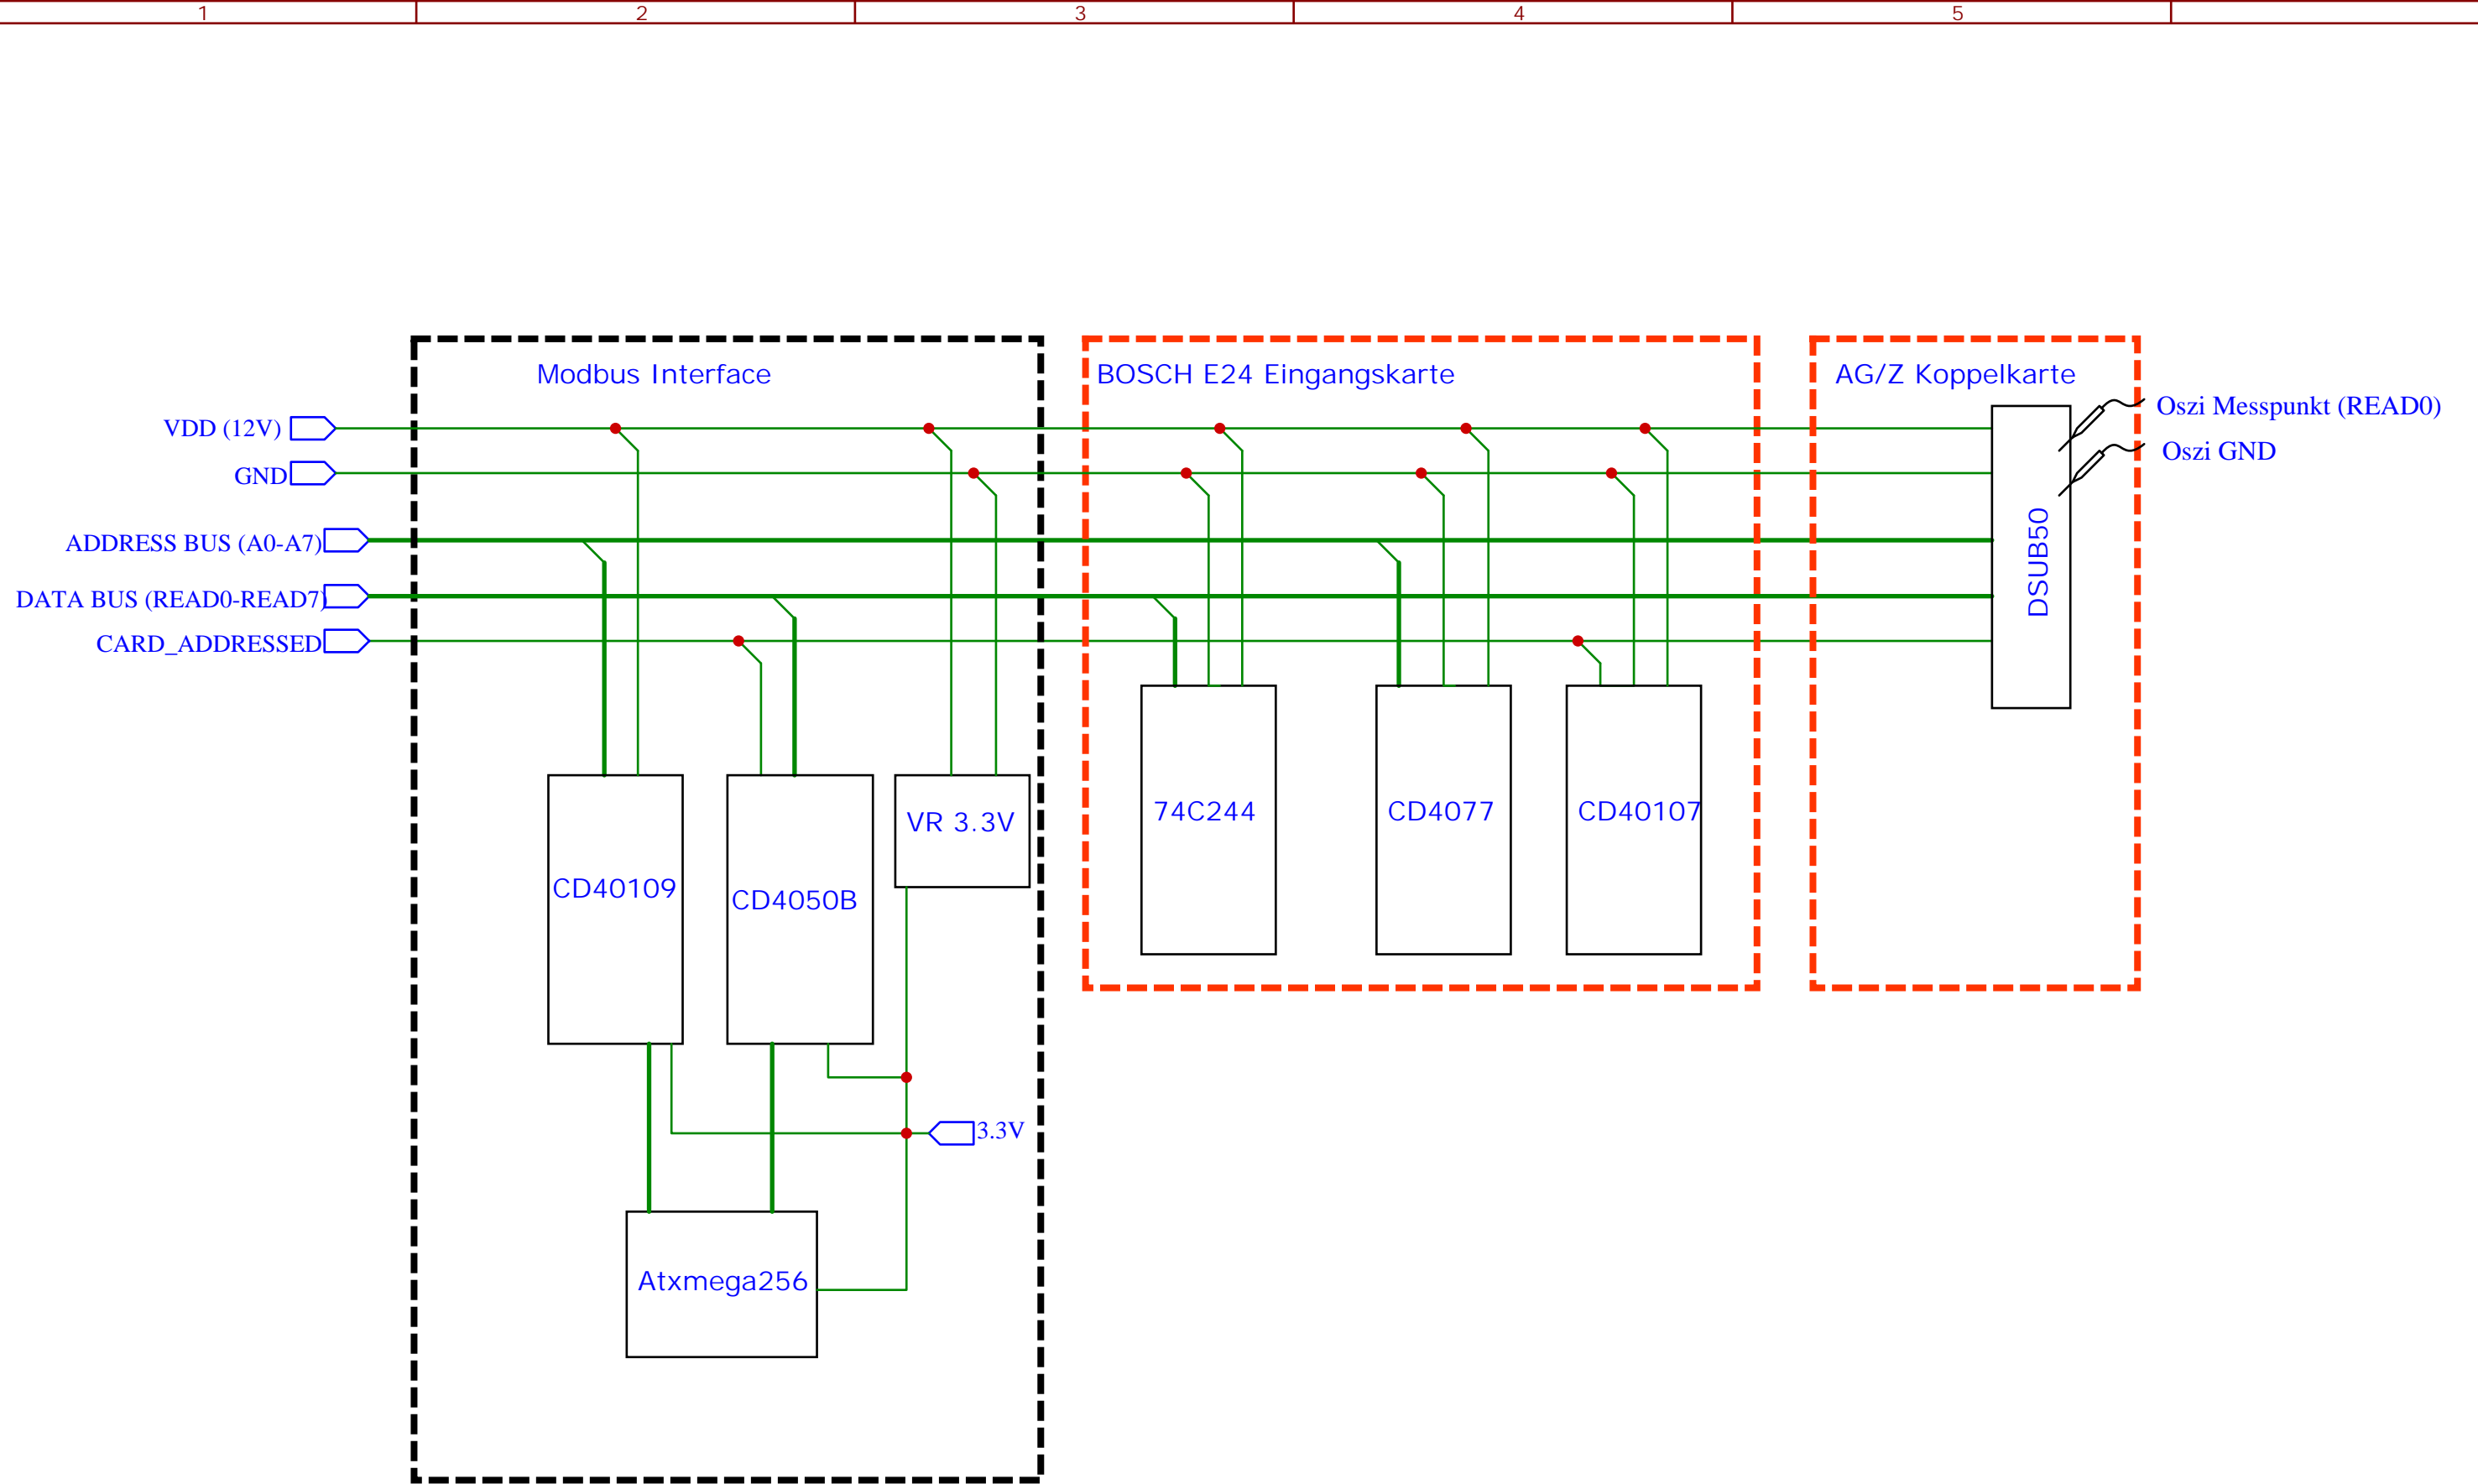 1 2 3 4 5
Modbus Interface
BOSCH E24 Eingangskarte
AG/Z Koppelkarte
Oszi Messpunkt (READ0)
VDD (12V)
Oszi GND
GND
ADDRESS BUS (A0-A7)
DSUB50
DATA BUS (READ0-READ7)
CARD_ADDRESSED
74C244
CD4077
CD40107
VR 3.3V
CD40109
CD4050B
3.3V
Atxmega256